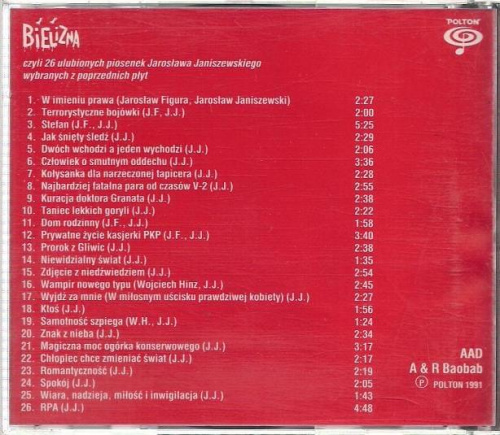 BiELiZNA
POLTON
czyli 26 ulubionych piosenek Jarosława Janiszewskiego
wybranych z poprzednich płyt
1. W imieniu prawa (Jarosław Figura, Jarosław Janiszewski) 2:27
2. Terrorystyczne bojówki (J.F, J.J.) 2:00
3. Stefan (J.F., J.J.) 5:25
4. Jak śnięty śledź (J.J.) 2:29
5. Dwóch wchodzi a jeden wychodzi (J.J.) 2:06
6. Człowiek o smutnym oddechu (J.J.) 3:36
7. Kołysanka dla narzeczonej tapicera (J.J.) 2:28
8. Najbardziej fatalna para od czasów V-2 (J.J.) 2:55
9. Kuracja doktora Granata (J.J.) 2:38
10. Taniec lekkich goryli (J.J.) 2:22
11. Dom rodzinny (J.F., J.J.) 1:58
12. Prywatne życie kasjerki PKP (J.F., J.J.) 3:40
13. Prorok z Gliwic (J.J.) 2:38
14. Niewidzialny świat (J.J.) 1:35
15. Zdjęcie z niedźwiedziem (J.J.) 2:54
16. Wampir nowego typu (Wojciech Hinz, J.J.) 2:45
17. Wyjdź za mnie (W miłosnym uścisku prawdziwej kobiety) (J.J.) 2:27
18. Ktoś (J.J.) 1:56
19. Samotność szpiega (W.H., J.J.) 1:24
20. Znak z nieba (J.J.) 2:34
21. Magiczna moc ogórka konserwowego (J.J.) 3:17
22. Chłopiec chce zmieniać świat (J.J.) 2:17
23. Romantyczność (J.J.) 2:19
24. Spokój (J.J.) 2:05
25. Wiara, nadzieja, miłość i inwigilacja (J.J.) 1:43
26. RPA (J.J.) 4:48
AAD
A & R Baobab
Ⓟ POLTON 1991